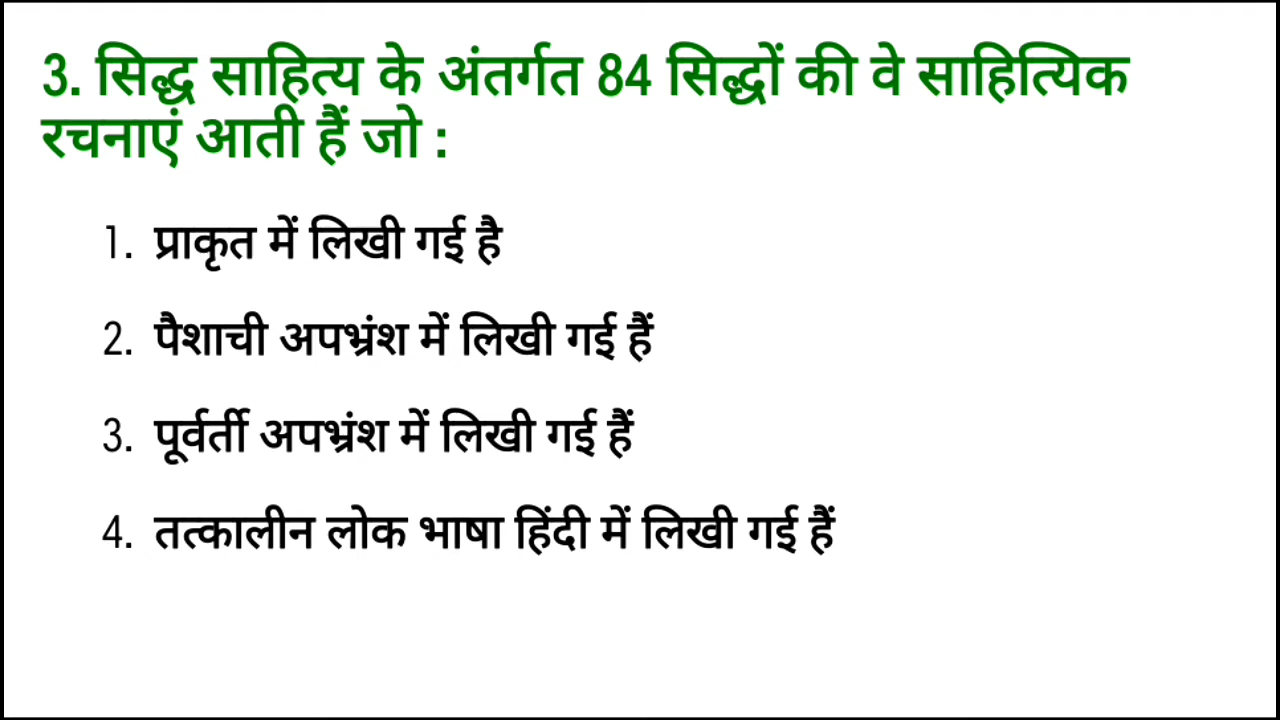 3. सिद्ध साहित्य के अंतर्गत 84 सिद्धों की वे साहित्यिक
रचनाएं आती हैं जो :
1. प्राकृत में लिखी गई है
2. पैशाची अपभ्रंश में लिखी गई हैं
3. पूर्वर्ती अपभ्रंश में लिखी गई हैं
4. तत्कालीन लोक भाषा हिंदी में लिखी गई हैं